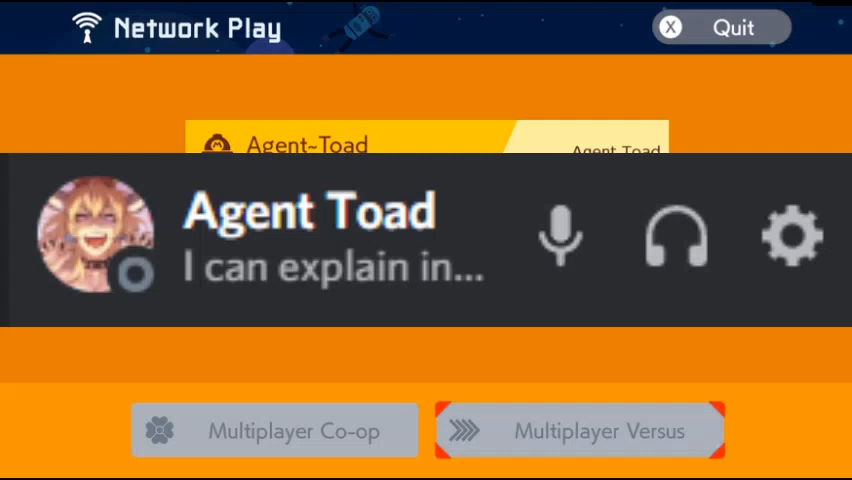 Network Play
X Quit
Agent~Toad
Agent Toad
Agent Toad
I can explain in...
Multiplayer Co-op
Multiplayer Versus